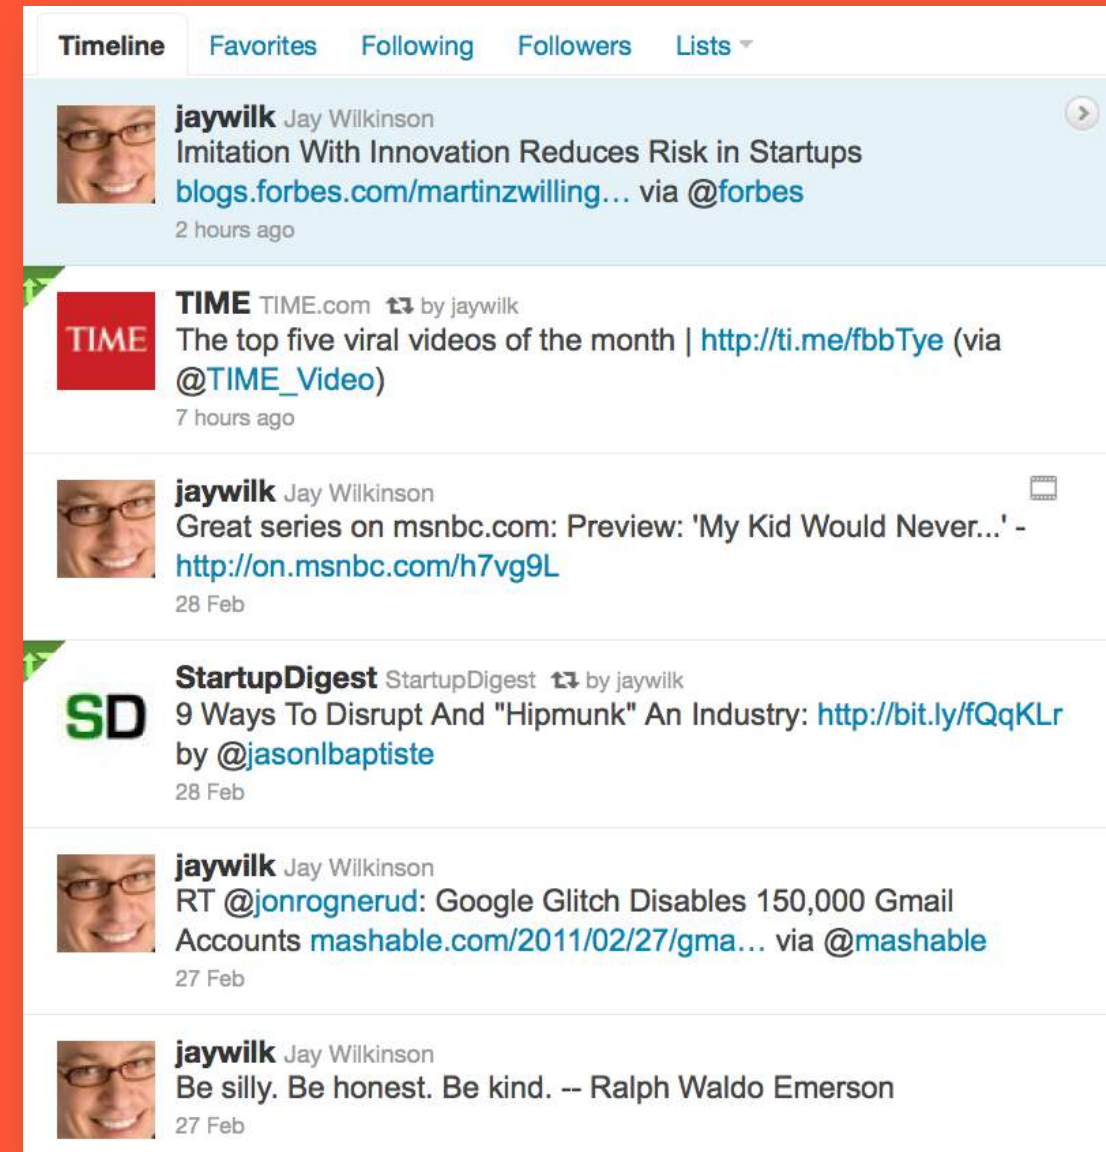 Timeline Favorites Following Followers Lists
jaywilk Jay Wilkinson
Imitation With Innovation Reduces Risk in Startups
blogs.forbes.com/martinzwilling… via @forbes
2 hours ago
TIME
TIME TIME.com by jaywilk
The top five viral videos of the month | http://ti.me/fbbTye (via
@TIME_Video)
7 hours ago
jaywilk Jay Wilkinson
Great series on msnbc.com: Preview: 'My Kid Would Never...' -
http://on.msnbc.com/h7vg9L
28 Feb
SD
StartupDigest StartupDigest by jaywilk
9 Ways To Disrupt And "Hipmunk" An Industry: http://bit.ly/fQqKLr
by @jasonlbaptiste
28 Feb
jaywilk Jay Wilkinson
RT @jonrognerud: Google Glitch Disables 150,000 Gmail
Accounts mashable.com/2011/02/27/gma… via @mashable
27 Feb
jaywilk Jay Wilkinson
Be silly. Be honest. Be kind. -- Ralph Waldo Emerson
27 Feb